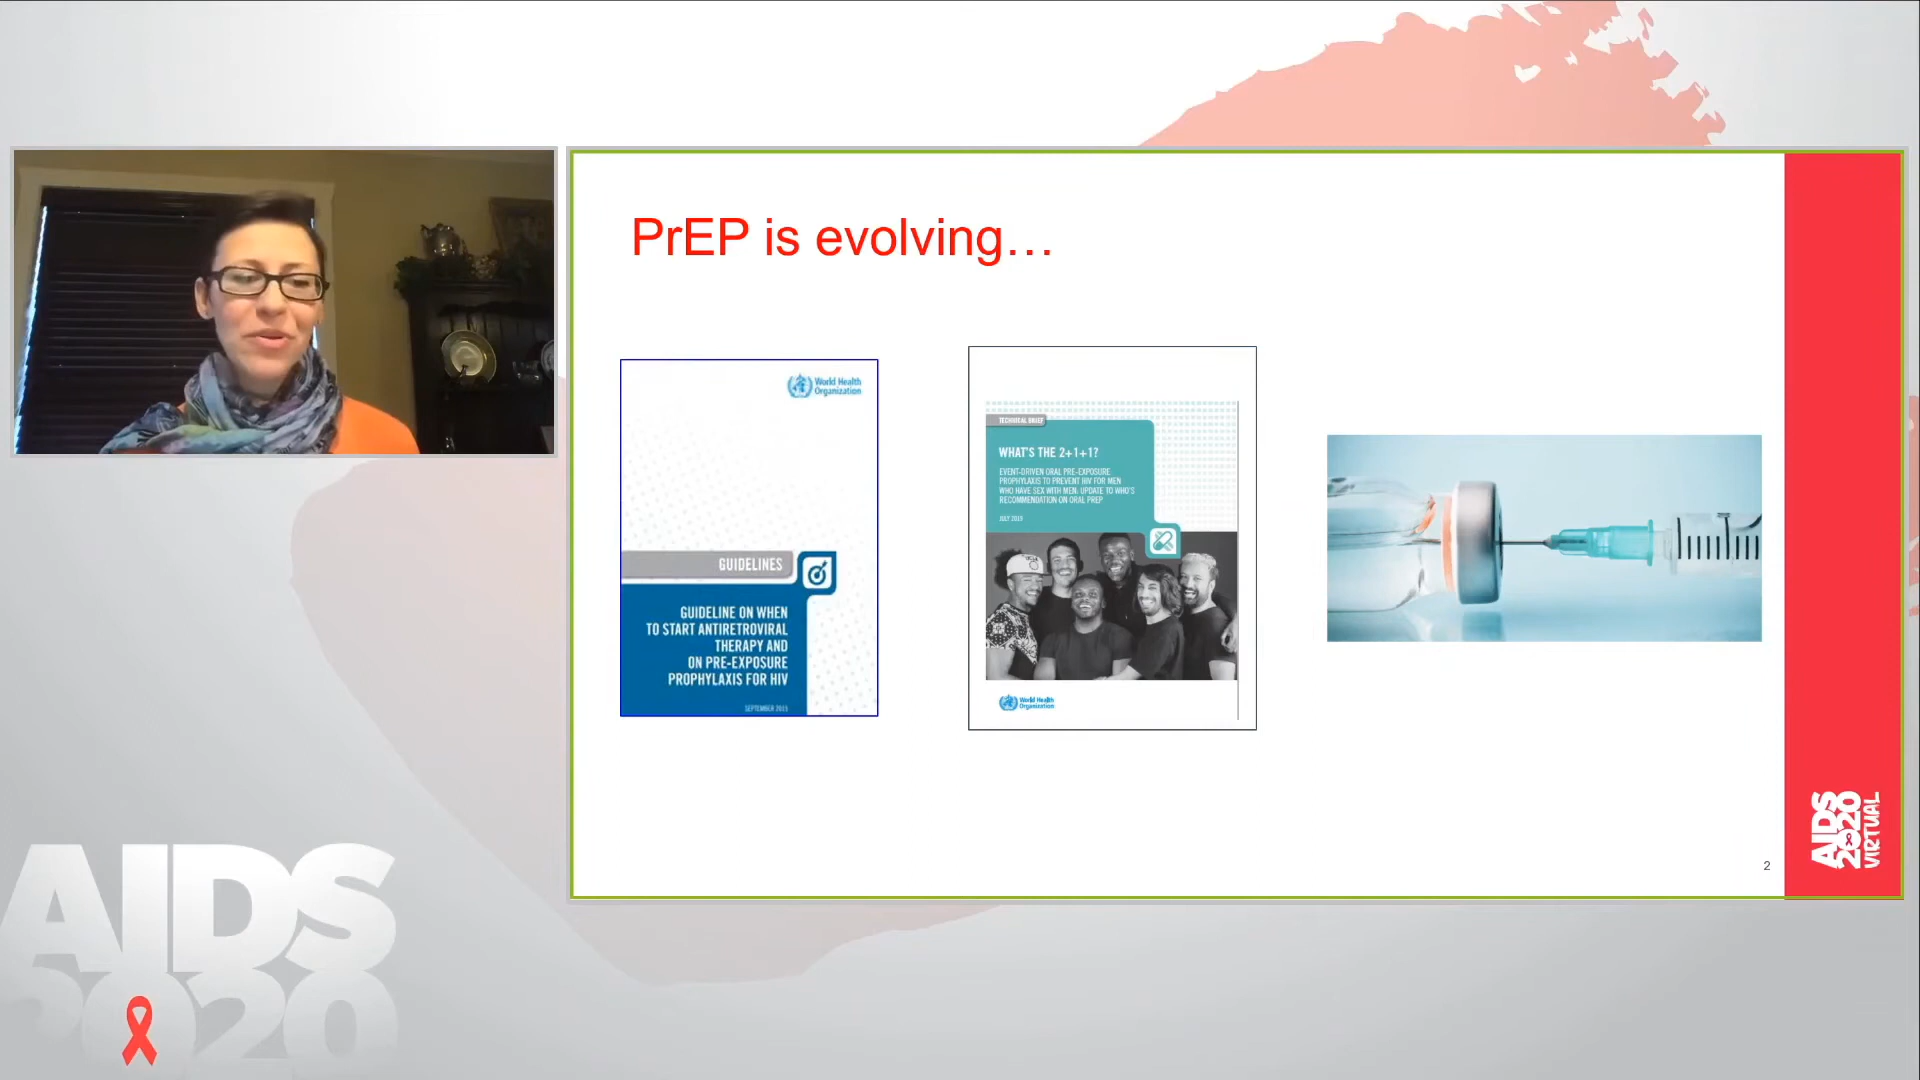 PrEP is evolving…
World Health
Organization
GUIDELINES
GUIDELINE ON WHEN
TO START ANTIRETROVIRAL
THERAPY AND
ON PRE-EXPOSURE
PROPHYLAXIS FOR HIV
SEPTEMBER 2015
TECHNICAL BRIEF
WHAT'S THE 2+1+1?
EVENT-DRIVEN ORAL PRE-EXPOSURE
PROPHYLAXIS TO PREVENT HIV FOR MEN
WHO HAVE SEX WITH MEN: UPDATE TO WHO'S
RECOMMENDATION ON ORAL PREP
JULY 2019
World Health
Organization
2
AIDS
2020
VIRTUAL
AIDS
2020